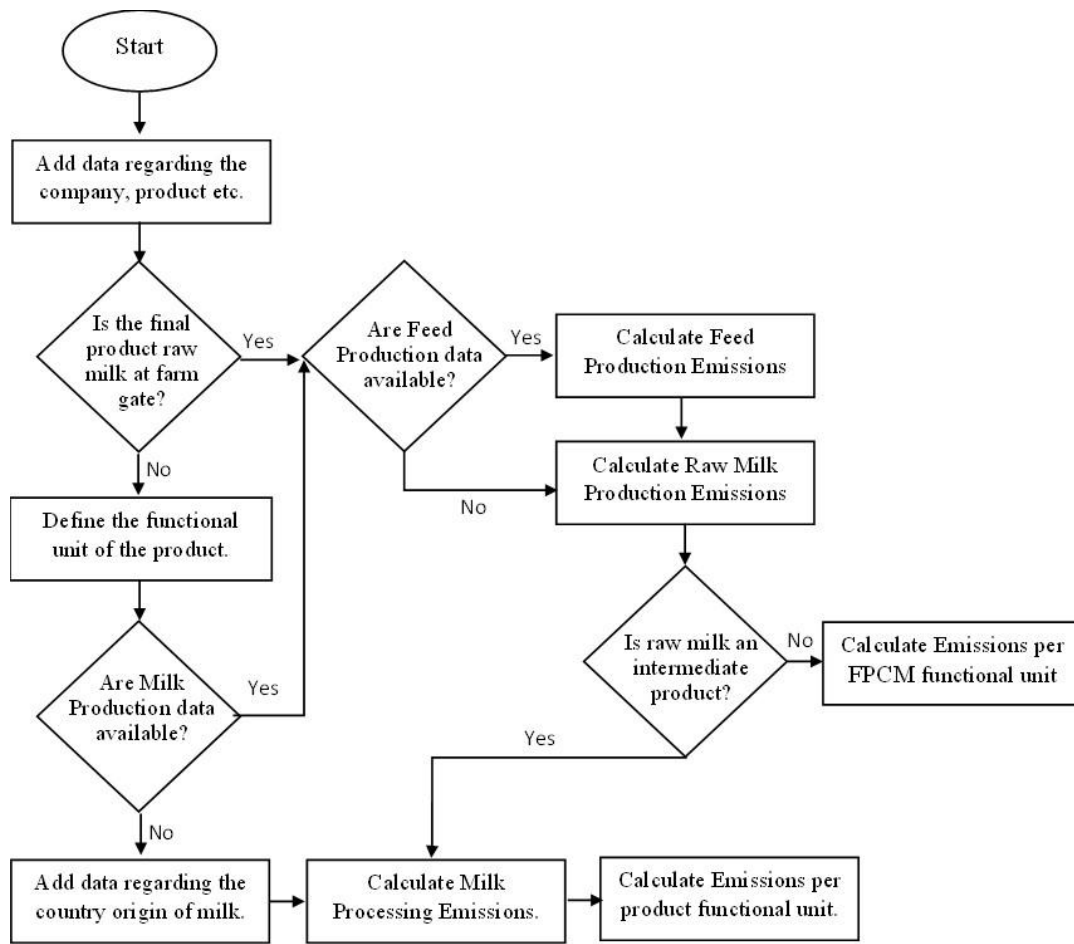 Start
Add data regarding the
company, product etc.
Is the final
product raw
milk at farm
gate?
Yes
No
Are Feed
Production data
available?
Yes
No
Calculate Feed
Production Emissions
Calculate Raw Milk
Production Emissions
Define the functional
unit of the product.
Are Milk
Production data
available?
Yes
No
Is raw milk an
intermediate
product?
No
Yes
Calculate Emissions per
FPCM functional unit
Add data regarding the
country origin of milk.
Calculate Milk
Processing Emissions.
Calculate Emissions per
product functional unit.